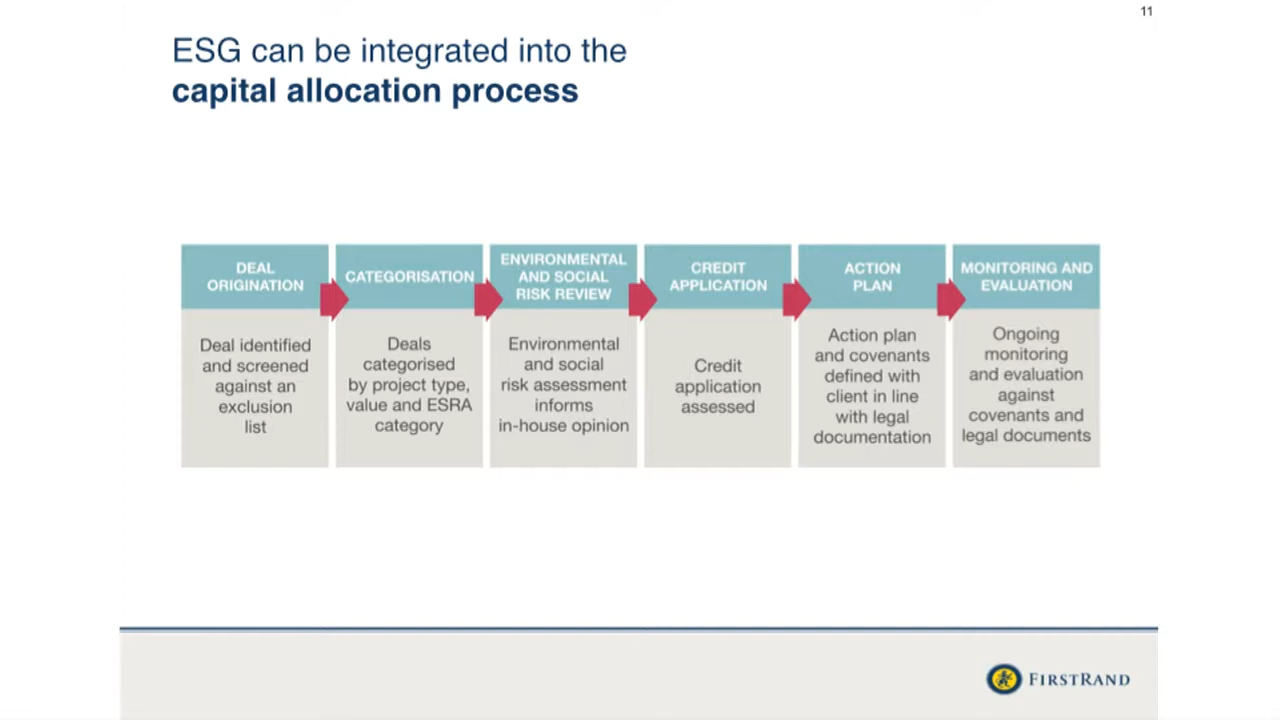 11
ESG can be integrated into the
capital allocation process
DEAL
ORIGINATION
Deal identified
and screened
against an
exclusion
list
CATEGORISATION
Deals
categorised
by project type,
value and ESRA
category
ENVIRONMENTAL
AND SOCIAL
RISK REVIEW
Environmental
and social
risk assessment
informs
in-house opinion
CREDIT
APPLICATION
Credit
application
assessed
ACTION
PLAN
Action plan
and covenants
defined with
client in line
with legal
documentation
MONITORING AND
EVALUATION
Ongoing
monitoring
and evaluation
against
covenants and
legal documents
FIRSTRAND